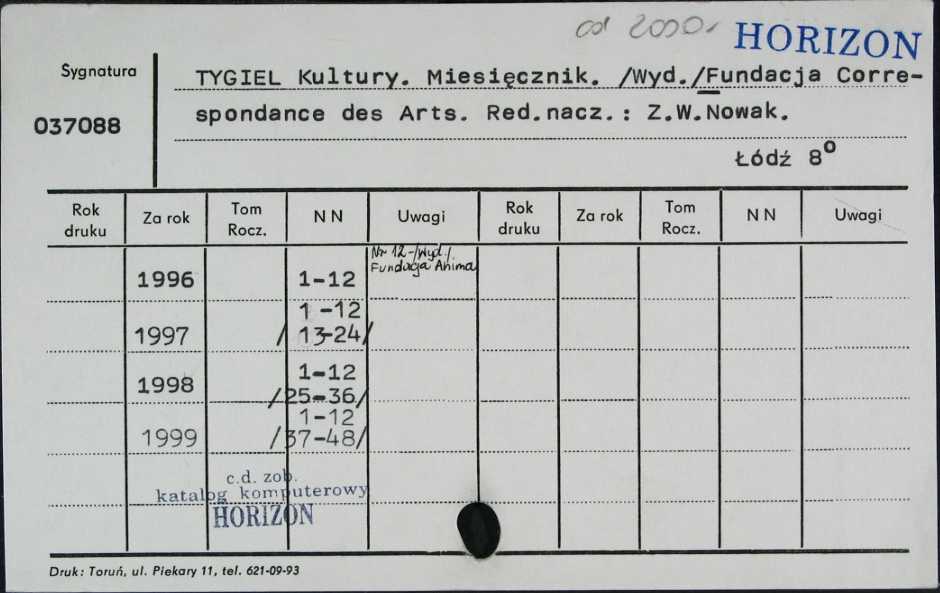 od 2000r HORIZON
Sygnatura
037088
TYGIEL Kultury. Miesięcznik. /Wyd./Fundacja Corre-
spondance des Arts. Red.nacz.: Z.W.Nowak.
Łódź 8o
Rok druku Za rok Tom Rocz. N N Uwagi Rok druku Za rok Tom Rocz. N N Uwagi
Nr 12-/Wyd./.
Fundacja Anima
1996 1-12
1 -12
1997 / 13-24/
1-12
1998 /25-36/
1-12
1999 /37-48/
c.d. zob.
katalog komputerowy
HORIZON
Druk: Toruń, ul. Piekary 11, tel. 621-09-93